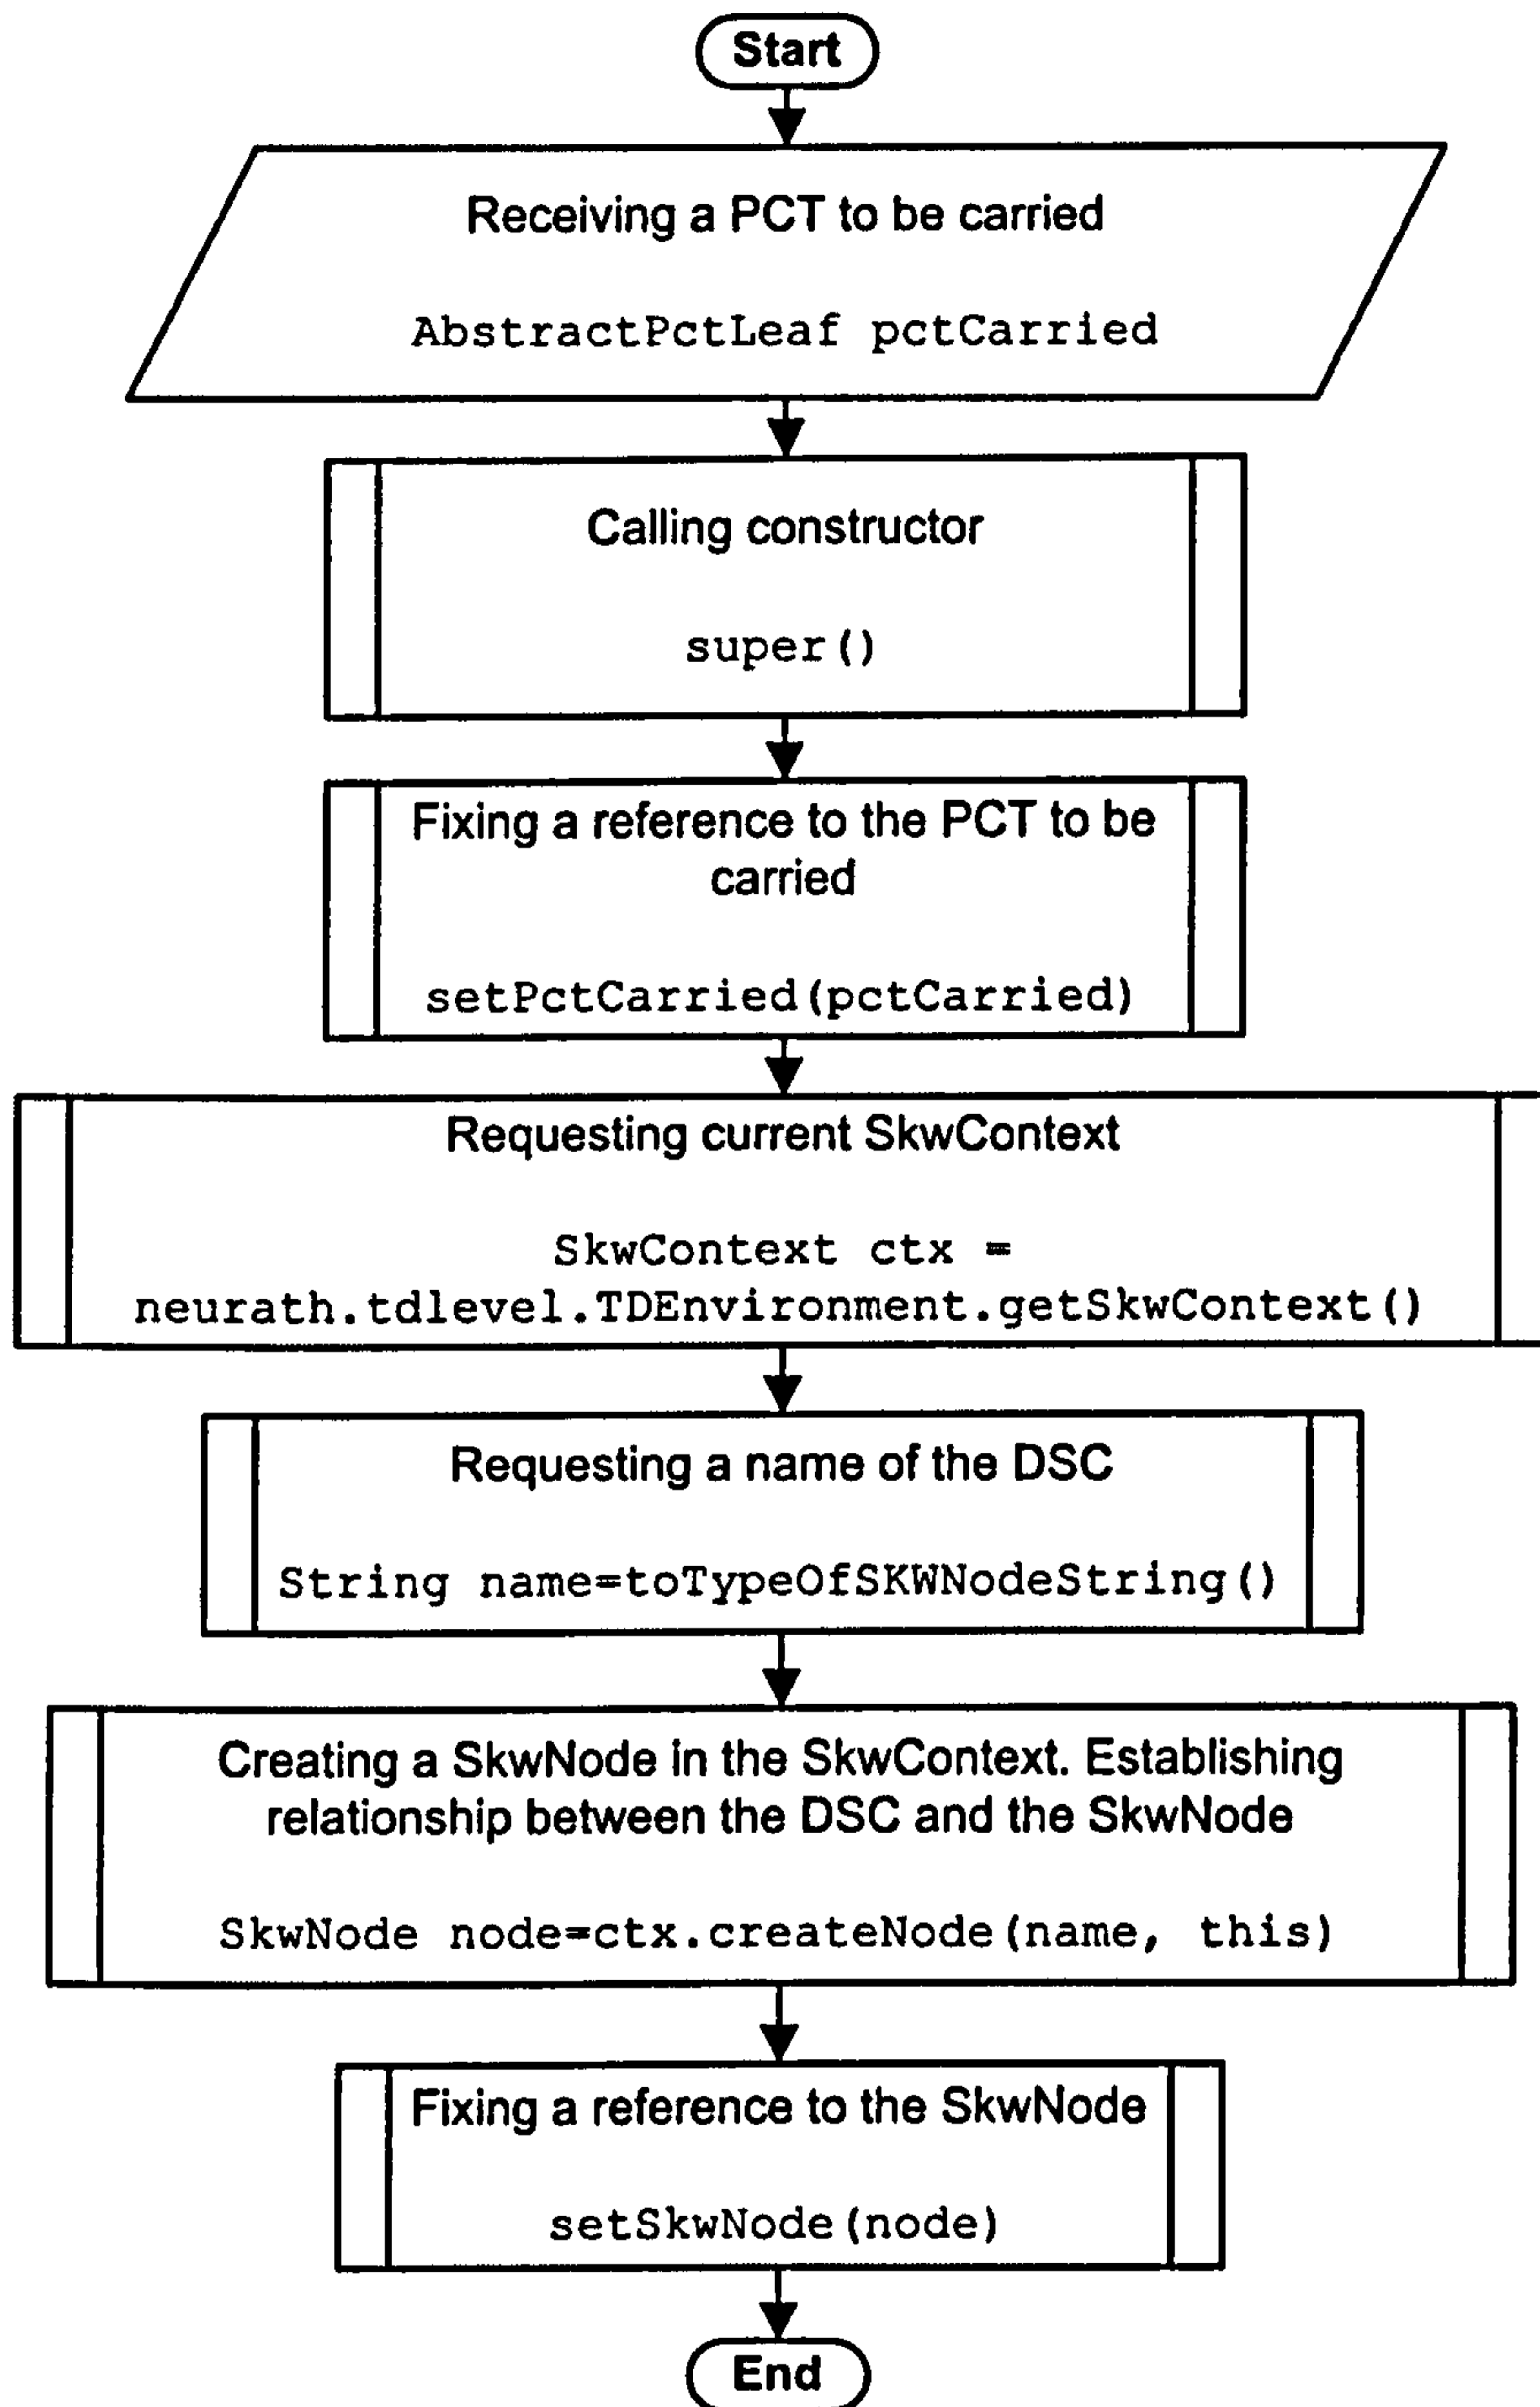 Start
Receiving a PCT to be carried
AbstractPctLeaf pctCarried
Calling constructor
super()
Fixing a reference to the PCT to be
carried
setPctCarried(pctCarried)
Requesting current SkwContext
SkwContext ctx =
neurath.tdlevel.TDEnvironment.getSkwContext()
Requesting a name of the DSC
String name=toTypeOfSKWNodeString()
Creating a SkwNode in the SkwContext. Establishing
relationship between the DSC and the SkwNode
SkwNode node=ctx.createNode(name, this)
Fixing a reference to the SkwNode
setSkwNode(node)
End